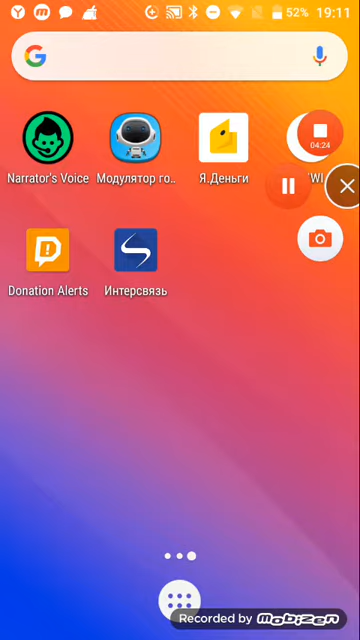 52% 19:11
04:24
Narrator's Voice
Модулятор го..
Я.Деньги
Donation Alerts
Интерсвязь
Recorded by Mobizen